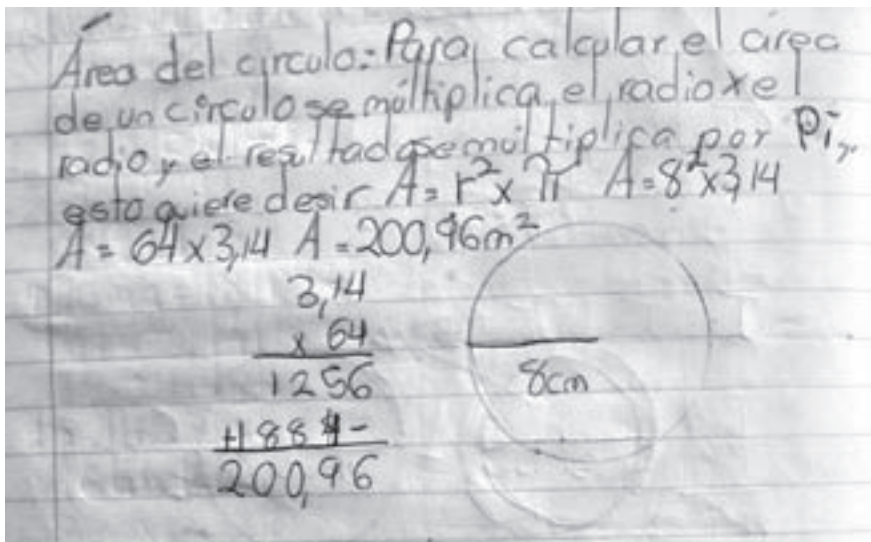 Área del circulo: Para calcular el area
de un circulo se multiplica el radio x el
radio y el resultado se multiplica por Pi,
esto quiere desir A = r² x π A = 8² x 3,14
A = 64 x 3,14 A = 200,96m²
3,14
x 64
1256
+1884-
200,96
8cm